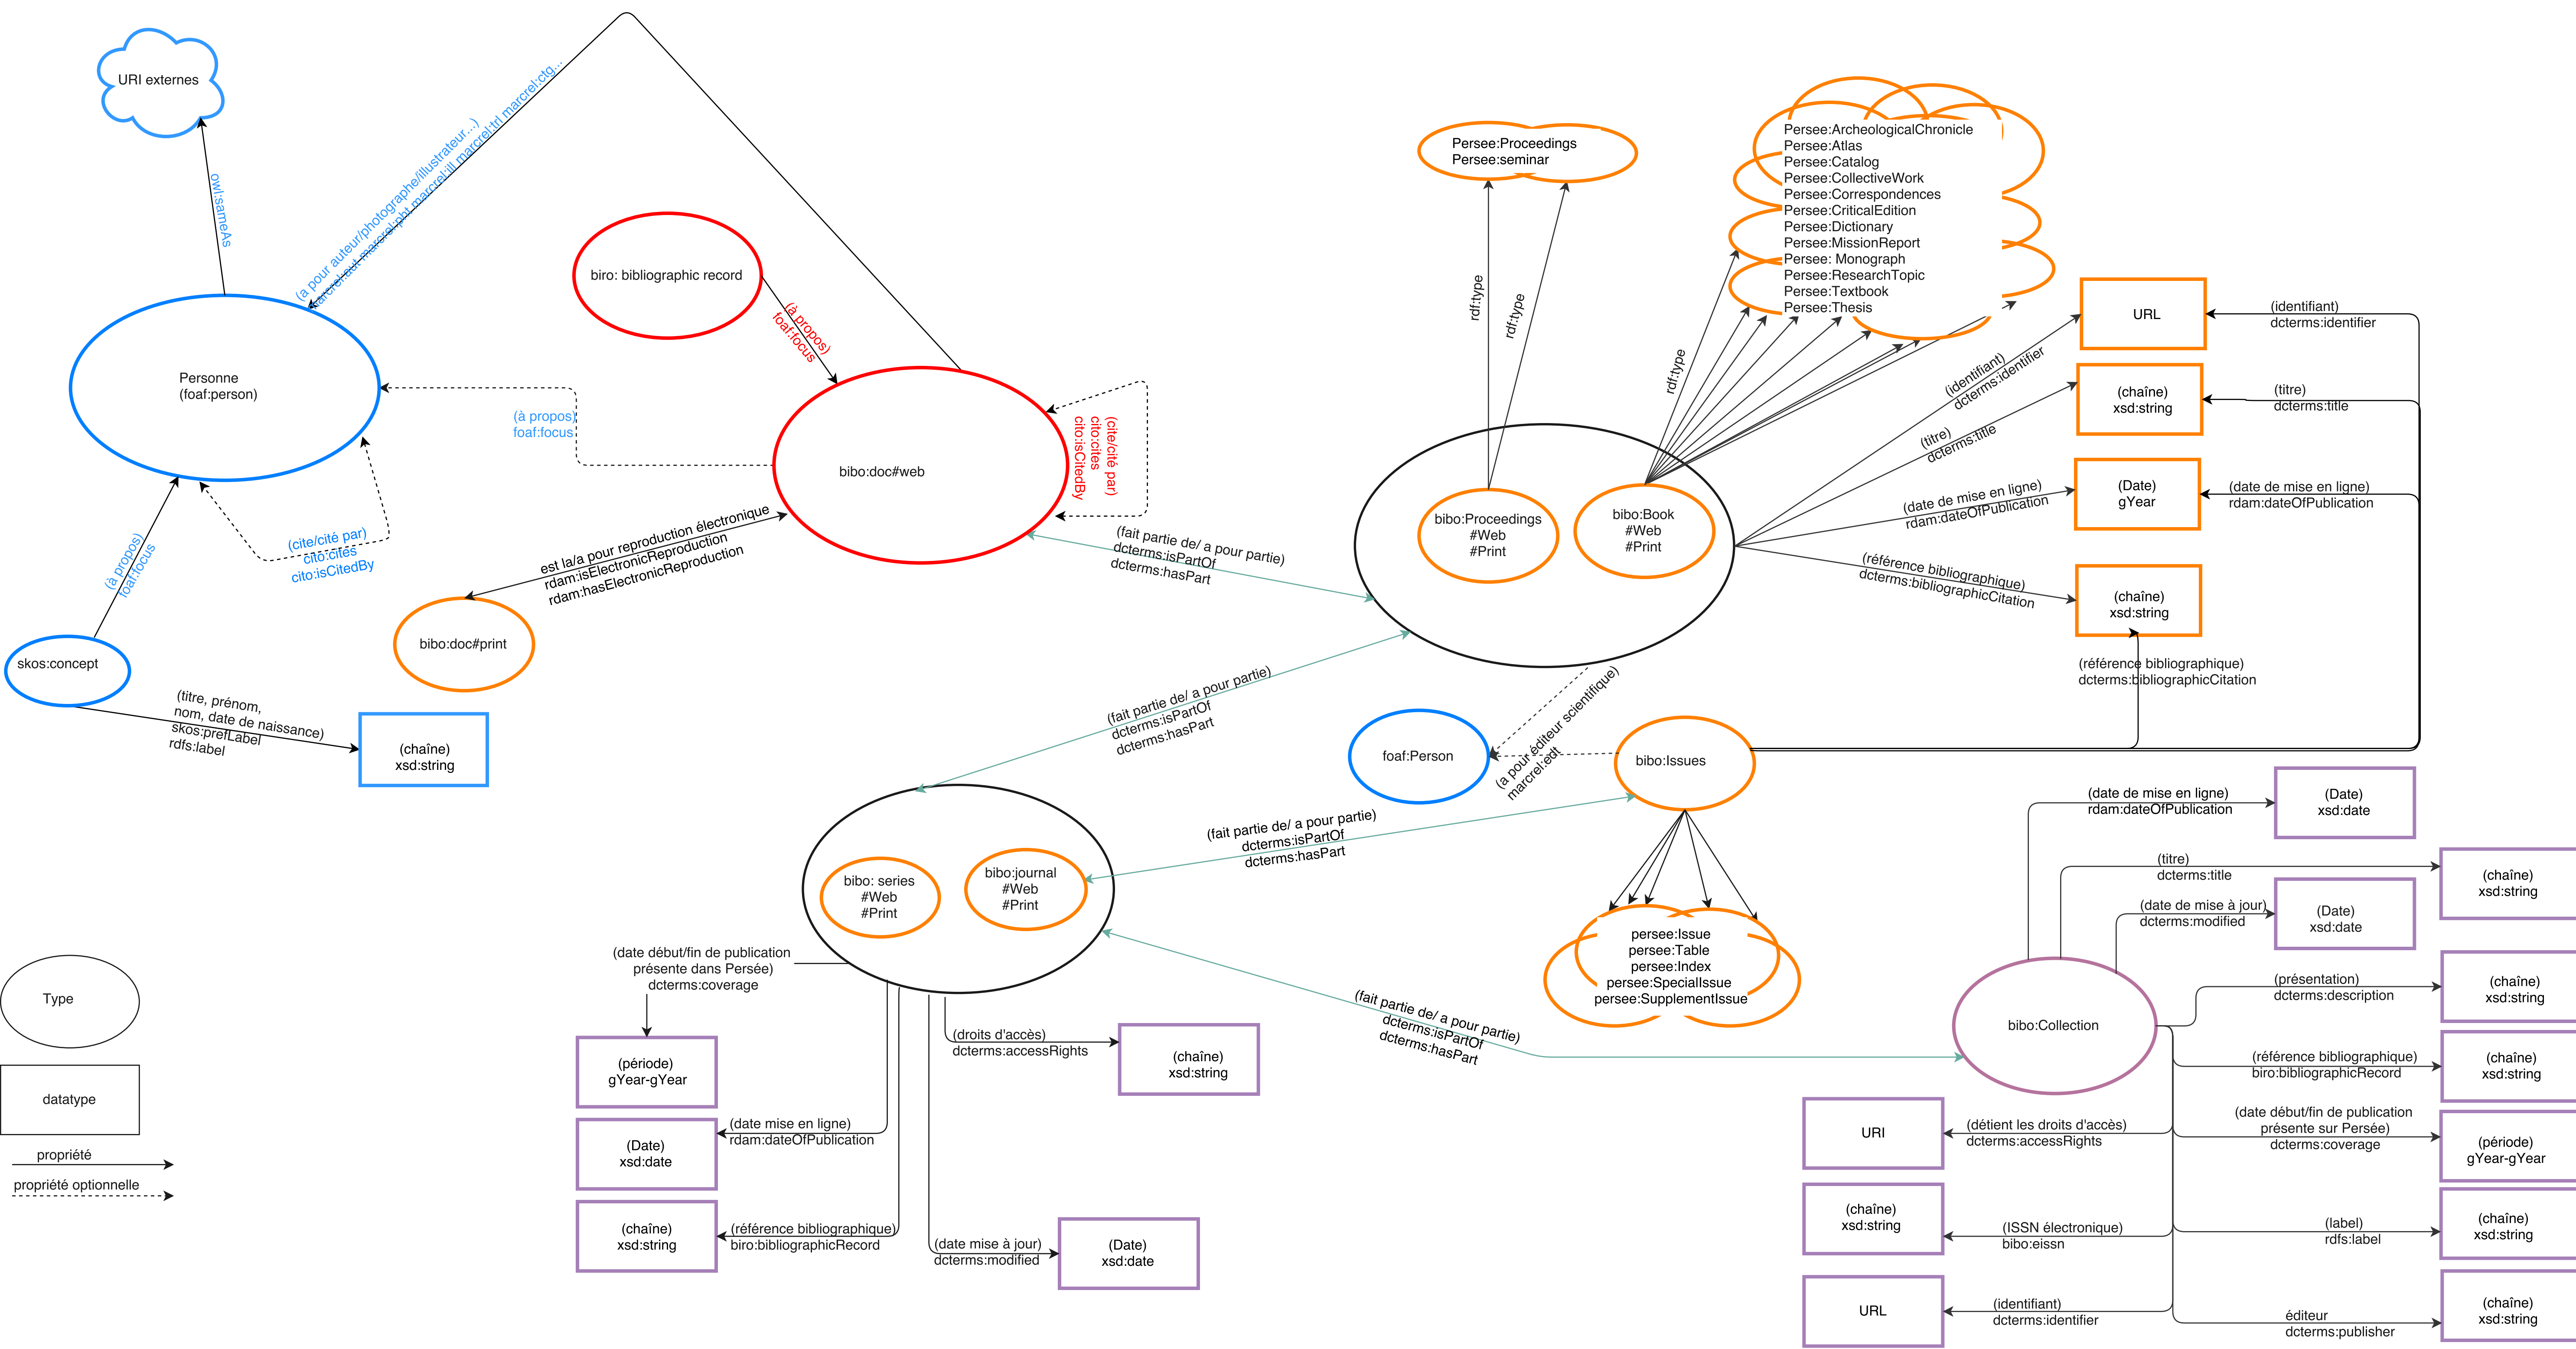 URI externes
owl:sameAs
(a pour auteur/photographe/illustrateur...)
marcrel:aut marcrel:pht marcrel:ill marcrel:trl marcrel:ctg...
Personne
(foaf:person)
biro: bibliographic record
(à propos)
foaf:focus
(à propos)
foaf:focus
bibo:doc#web
(cite/cité par)
cito:cites
cito:isCitedBy
(cite/cité par)
cito:cites
cito:isCitedBy
(à propos)
foaf:focus
est la/a pour reproduction électronique
rdam:isElectronicReproduction
rdam:hasElectronicReproduction
bibo:doc#print
skos:concept
(titre, prénom,
nom, date de naissance)
skos:prefLabel
rdfs:label
(chaîne)
xsd:string
(fait partie de/ a pour partie)
dcterms:isPartOf
dcterms:hasPart
Persee:Proceedings
Persee:seminar
rdf:type
rdf:type
rdf:type
Persee:ArcheologicalChronicle
Persee:Atlas
Persee:Catalog
Persee:CollectiveWork
Persee:Correspondences
Persee:CriticalEdition
Persee:Dictionary
Persee:MissionReport
Persee: Monograph
Persee:ResearchTopic
Persee:Textbook
Persee:Thesis
bibo:Proceedings
#Web
#Print
bibo:Book
#Web
#Print
(identifiant)
dcterms:identifier
(titre)
dcterms:title
(date de mise en ligne)
rdam:dateOfPublication
(référence bibliographique)
dcterms:bibliographicCitation
URL
(chaîne)
xsd:string
(Date)
gYear
(chaîne)
xsd:string
(identifiant)
dcterms:identifier
(titre)
dcterms:title
(date de mise en ligne)
rdam:dateOfPublication
(référence bibliographique)
dcterms:bibliographicCitation
(fait partie de/ a pour partie)
dcterms:isPartOf
dcterms:hasPart
foaf:Person
(a pour éditeur scientifique)
marcrel:edt
bibo:Issues
(fait partie de/ a pour partie)
dcterms:isPartOf
dcterms:hasPart
persee:Issue
persee:Table
persee:Index
persee:SpecialIssue
persee:SupplementIssue
bibo: series
#Web
#Print
bibo:journal
#Web
#Print
(fait partie de/ a pour partie)
dcterms:isPartOf
dcterms:hasPart
(date début/fin de publication
présente dans Persée)
dcterms:coverage
(période)
gYear-gYear
(date mise en ligne)
rdam:dateOfPublication
(Date)
xsd:date
(référence bibliographique)
biro:bibliographicRecord
(chaîne)
xsd:string
(droits d'accès)
dcterms:accessRights
(chaîne)
xsd:string
(date mise à jour)
dcterms:modified
(Date)
xsd:date
bibo:Collection
(date de mise en ligne)
rdam:dateOfPublication
(Date)
xsd:date
(titre)
dcterms:title
(chaîne)
xsd:string
(date de mise à jour)
dcterms:modified
(Date)
xsd:date
(présentation)
dcterms:description
(chaîne)
xsd:string
(référence bibliographique)
biro:bibliographicRecord
(chaîne)
xsd:string
(date début/fin de publication
présente sur Persée)
dcterms:coverage
(période)
gYear-gYear
(label)
rdfs:label
(chaîne)
xsd:string
éditeur
dcterms:publisher
(chaîne)
xsd:string
URI
(détient les droits d'accès)
dcterms:accessRights
(chaîne)
xsd:string
(ISSN électronique)
bibo:eissn
URL
(identifiant)
dcterms:identifier
Type
datatype
propriété
propriété optionnelle